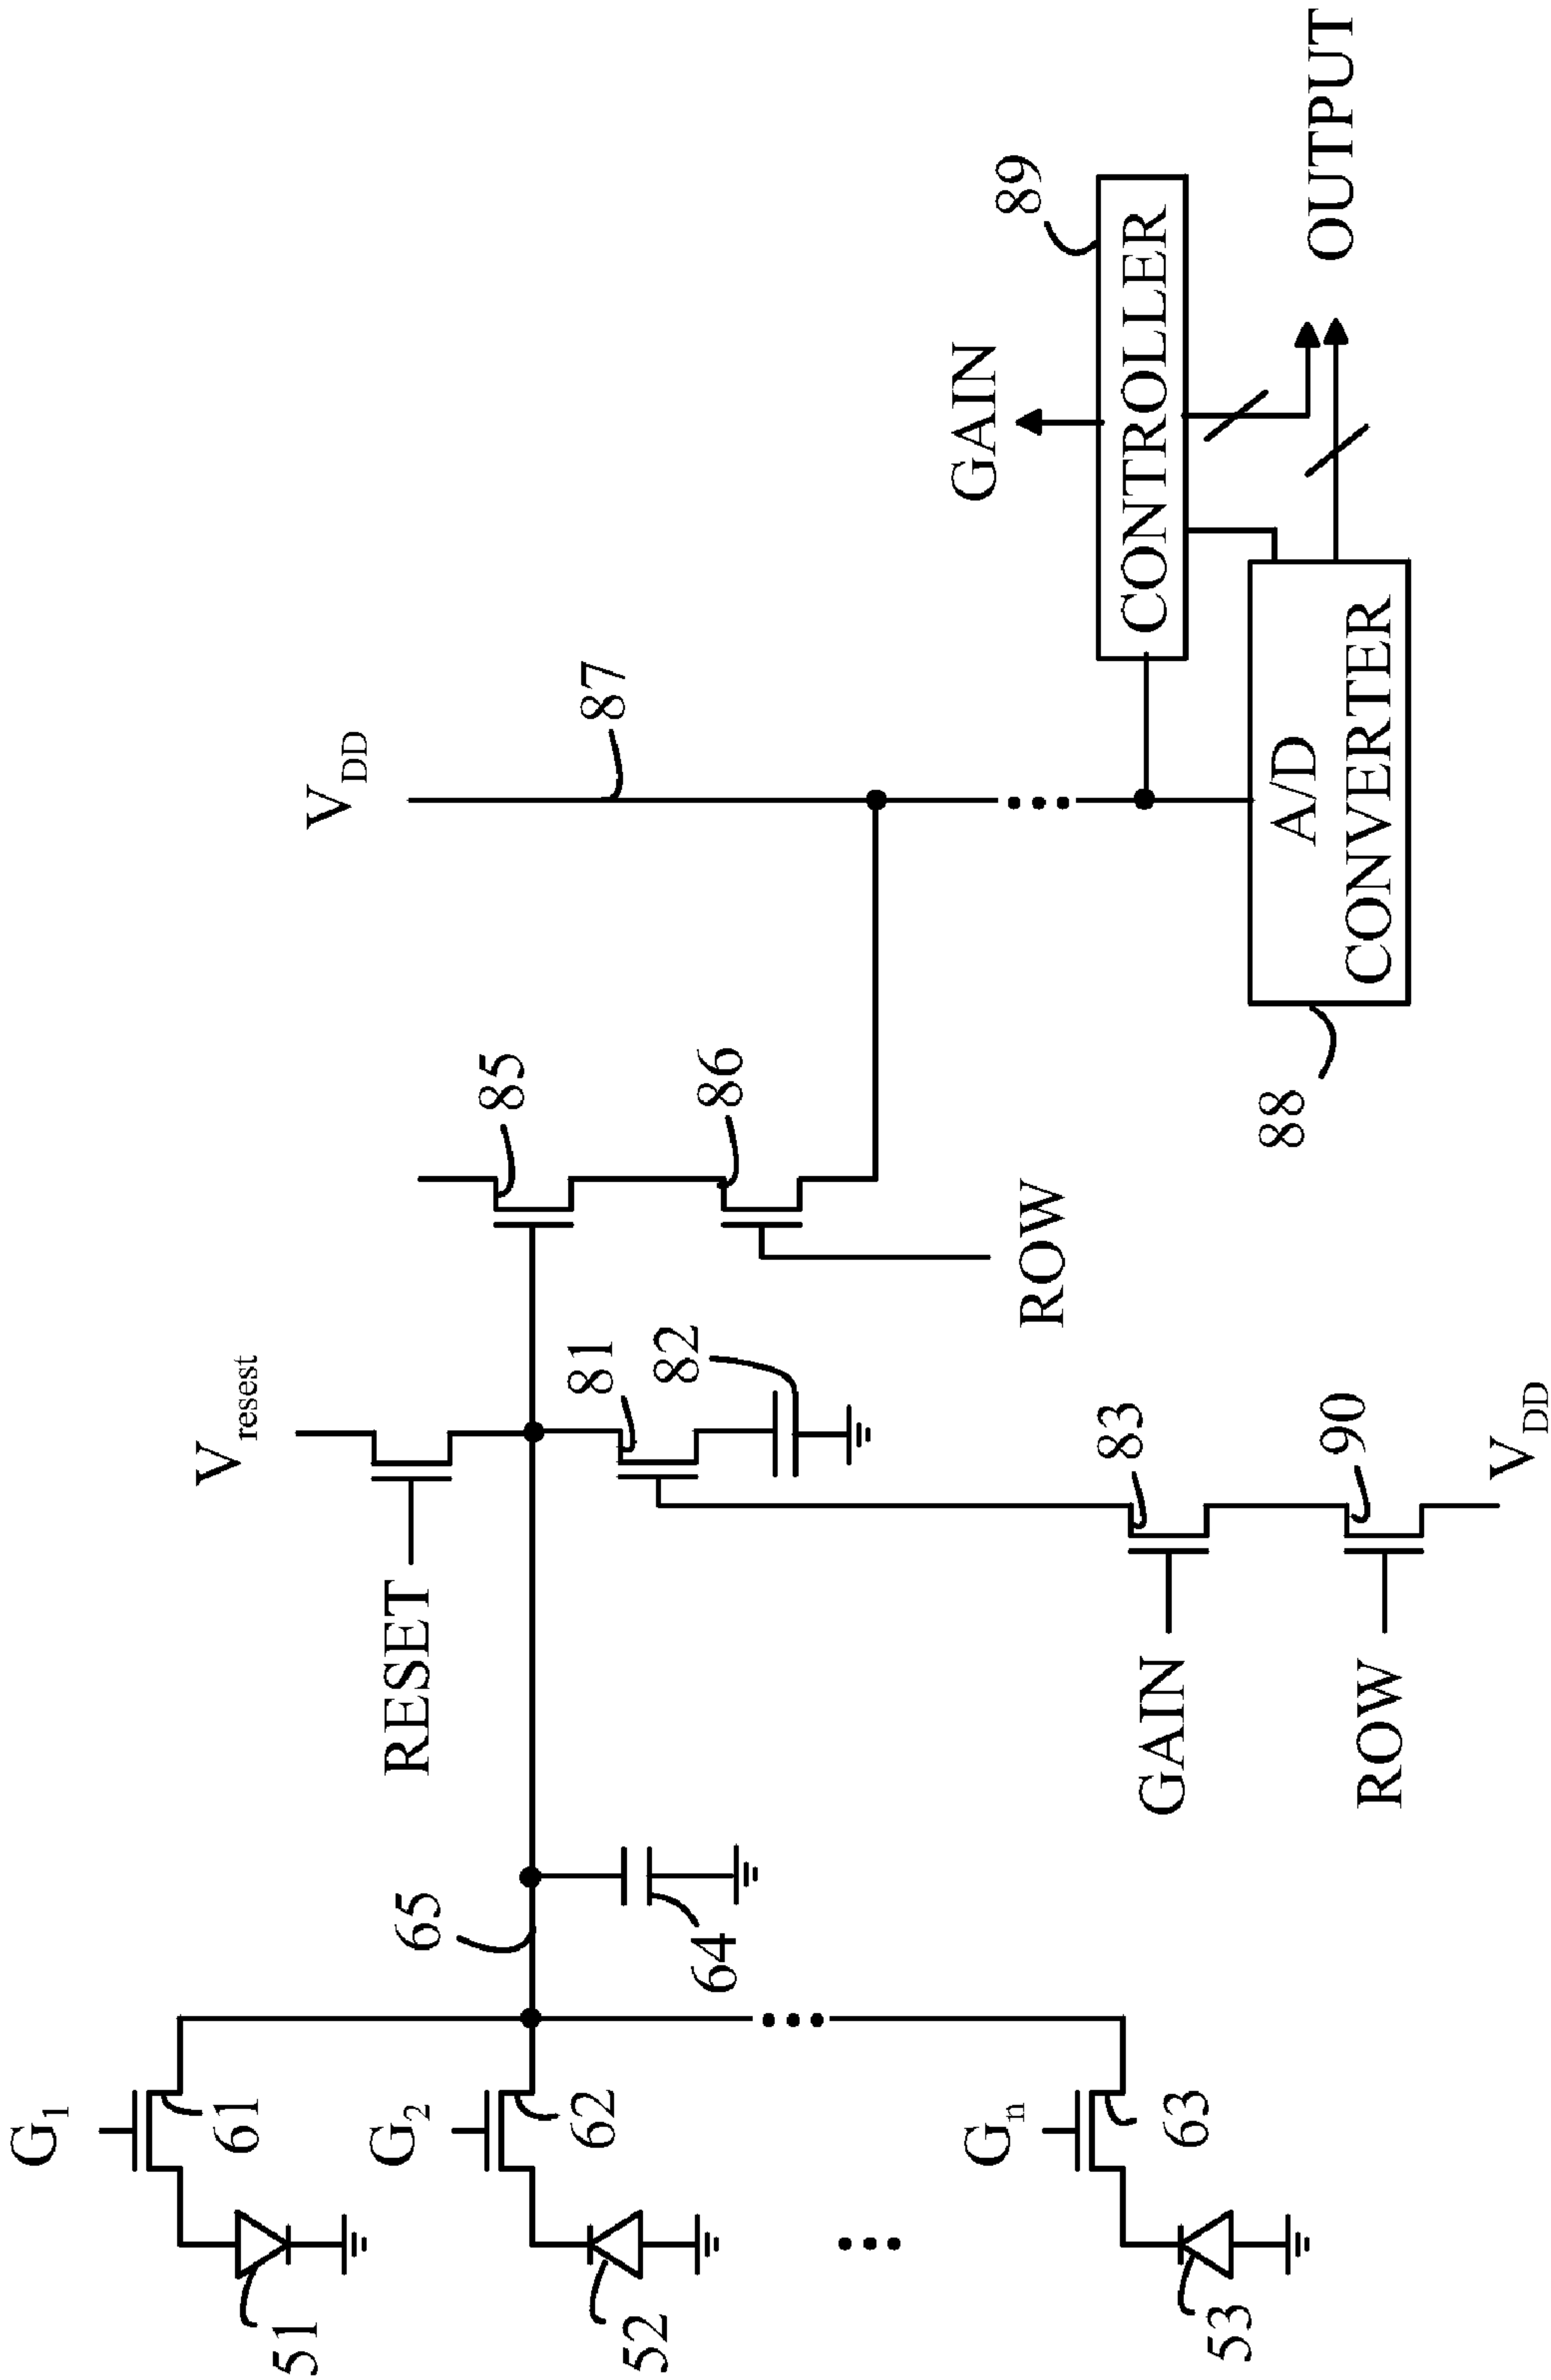 G1
61
51
G2
62
52
Gn
63
53
65
64
Vresest
RESET
81
82
GAIN
83
ROW
90
VDD
85
86
ROW
VDD
87
GAIN
CONTROLLER
89
A/D
CONVERTER
88
OUTPUT